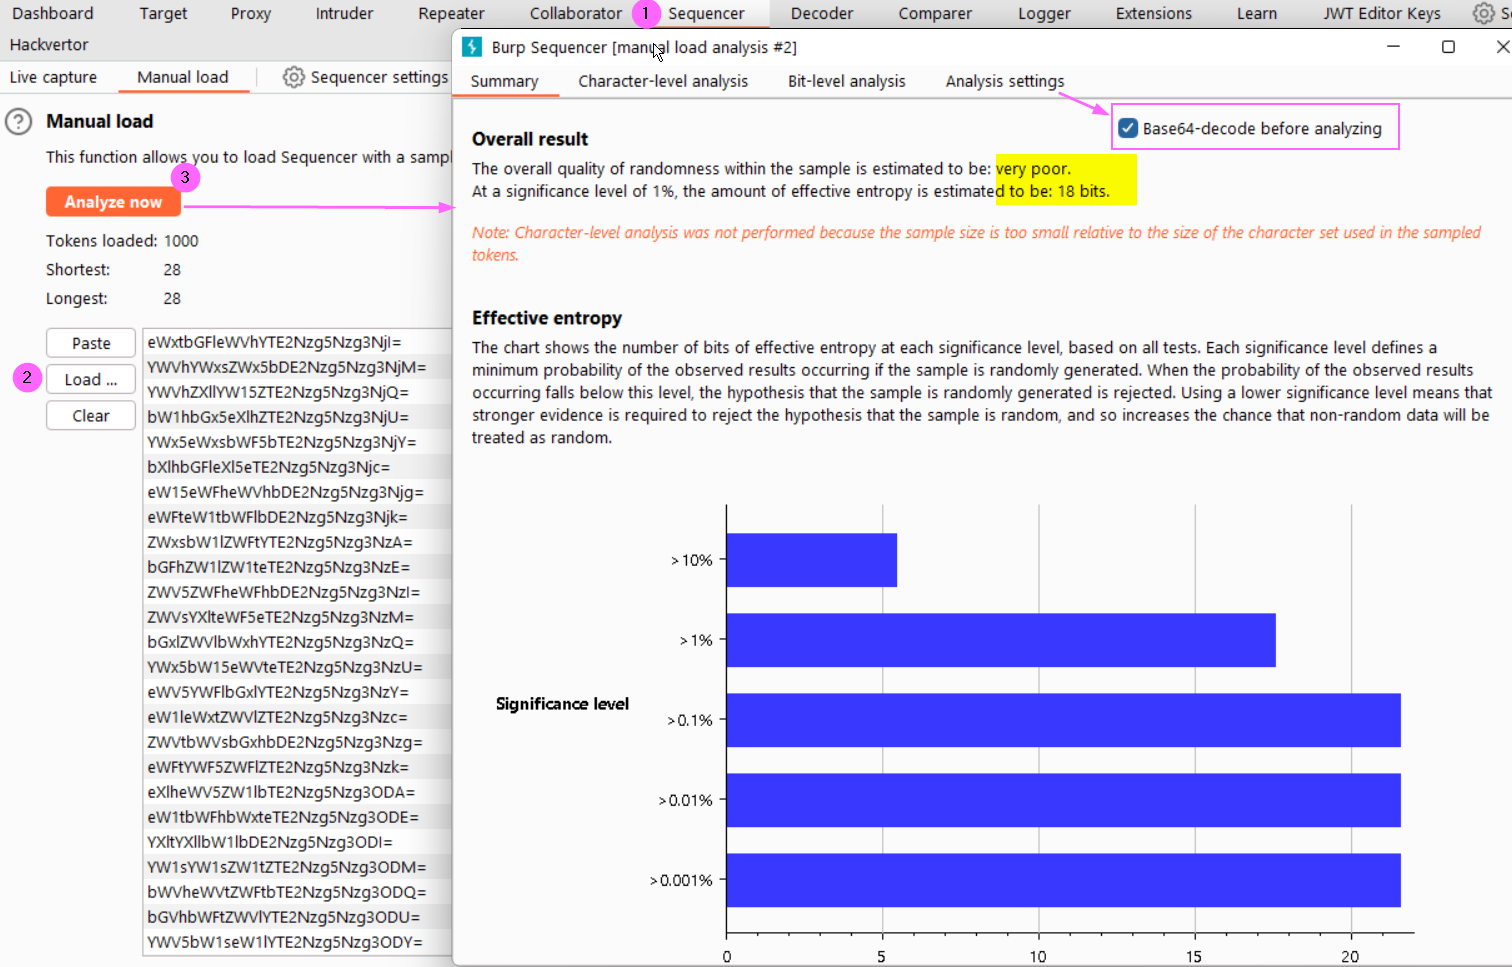 Dashboard Target Proxy Intruder Repeater Collaborator 1 Sequencer Decoder Comparer Logger Extensions Learn JWT Editor Keys
Hackvertor
Burp Sequencer [manual load analysis #2]
Live capture Manual load Sequencer settings
Summary Character-level analysis Bit-level analysis Analysis settings
Manual load
This function allows you to load Sequencer with a sampl
3
Analyze now
Tokens loaded: 1000
Shortest: 28
Longest: 28
Paste
2
Load ...
Clear
eWxtbGFleWVhYTE2Nzg5Nzg3NjI=
YWVhYWxsZWx5bDE2Nzg5Nzg3NjM=
YWVhZXllYW15ZTE2Nzg5Nzg3NjQ=
bW1hbGx5eXlhZTE2Nzg5Nzg3NjU=
YWx5eWxsbWF5bTE2Nzg5Nzg3NjY=
bXlhbGFleXl5eTE2Nzg5Nzg3Njc=
eW15eWFheWVhbDE2Nzg5Nzg3Njg=
eWFteW1tbWFlbDE2Nzg5Nzg3Njk=
ZWxsbW1lZWFtYTE2Nzg5Nzg3NzA=
bGFhZW1lZW1teTE2Nzg5Nzg3NzE=
ZWV5ZWFheWFhbDE2Nzg5Nzg3NzI=
ZWVsYXlteWF5eTE2Nzg5Nzg3NzM=
bGxlZWVlbWxhYTE2Nzg5Nzg3NzQ=
YWx5bW15eWVteTE2Nzg5Nzg3NzU=
eWV5YWFlbGxlYTE2Nzg5Nzg3NzY=
eW1leWxtZWVlZTE2Nzg5Nzg3Nzc=
ZWVtbWVsbGxhbDE2Nzg5Nzg3Nzg=
eWFtYWF5ZWFlZTE2Nzg5Nzg3Nzk=
eXlheWV5ZW1lbTE2Nzg5Nzg3ODA=
eW1tbWFhbWxteTE2Nzg5Nzg3ODE=
YXltYXllbW1lbDE2Nzg5Nzg3ODI=
YW1sYW1sZW1tZTE2Nzg5Nzg3ODM=
bWVheWVtZWFtbTE2Nzg5Nzg3ODQ=
bGVhbWFtZWVlYTE2Nzg5Nzg3ODU=
YWV5bW1seW1lYTE2Nzg5Nzg3ODY=
Base64-decode before analyzing
Overall result
The overall quality of randomness within the sample is estimated to be: very poor.
At a significance level of 1%, the amount of effective entropy is estimated to be: 18 bits.
Note: Character-level analysis was not performed because the sample size is too small relative to the size of the character set used in the sampled
tokens.
Effective entropy
The chart shows the number of bits of effective entropy at each significance level, based on all tests. Each significance level defines a
minimum probability of the observed results occurring if the sample is randomly generated. When the probability of the observed results
occurring falls below this level, the hypothesis that the sample is randomly generated is rejected. Using a lower significance level means that
stronger evidence is required to reject the hypothesis that the sample is random, and so increases the chance that non-random data will be
treated as random.
>10%
>1%
Significance level
>0.1%
>0.01%
>0.001%
0 5 10 15 20